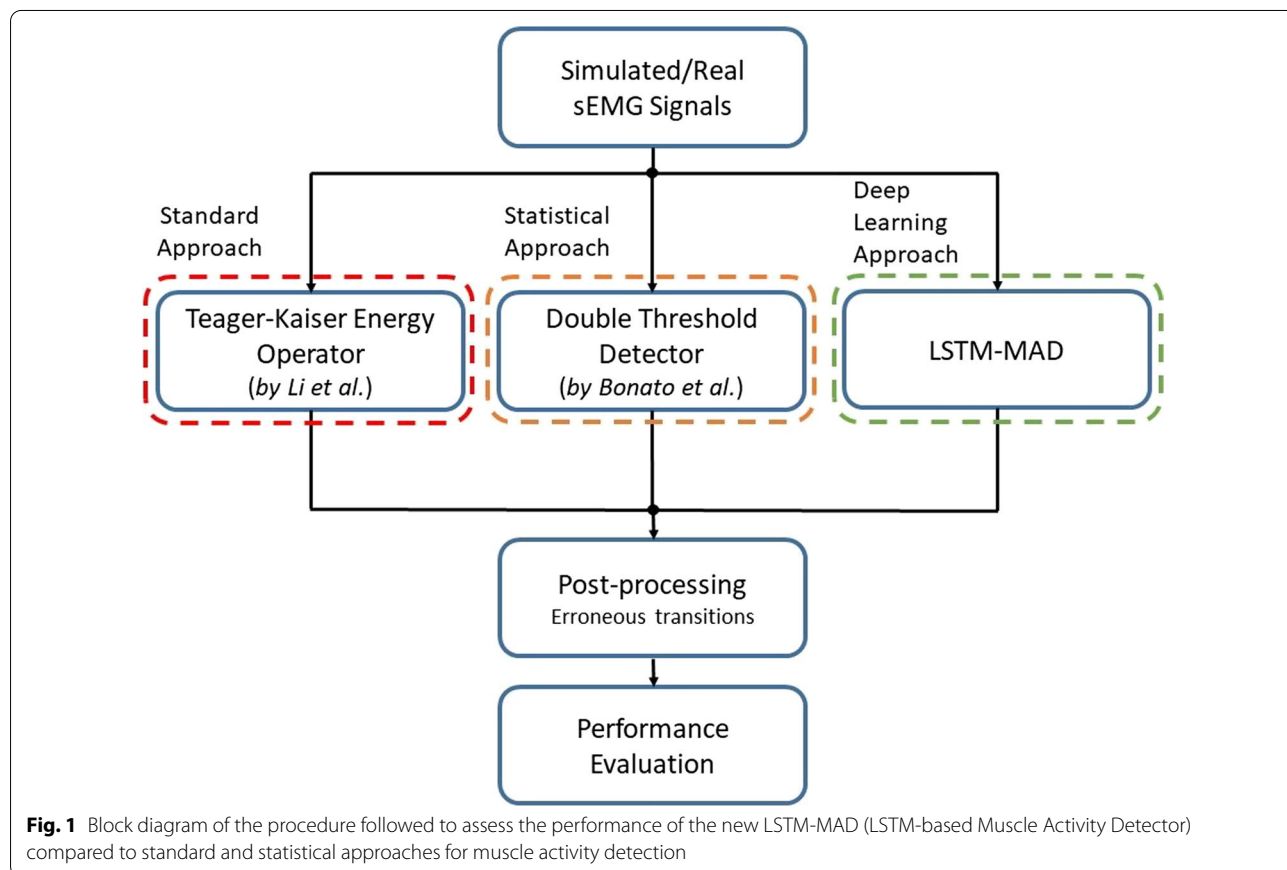 Simulated/Real
sEMG Signals
Standard
Approach
Statistical
Approach
Deep
Learning
Approach
Teager-Kaiser Energy
Operator
(by Li et al.)
Double Threshold
Detector
(by Bonato et al.)
LSTM-MAD
Post-processing
Erroneous transitions
Performance
Evaluation
Fig. 1 Block diagram of the procedure followed to assess the performance of the new LSTM-MAD (LSTM-based Muscle Activity Detector)
compared to standard and statistical approaches for muscle activity detection